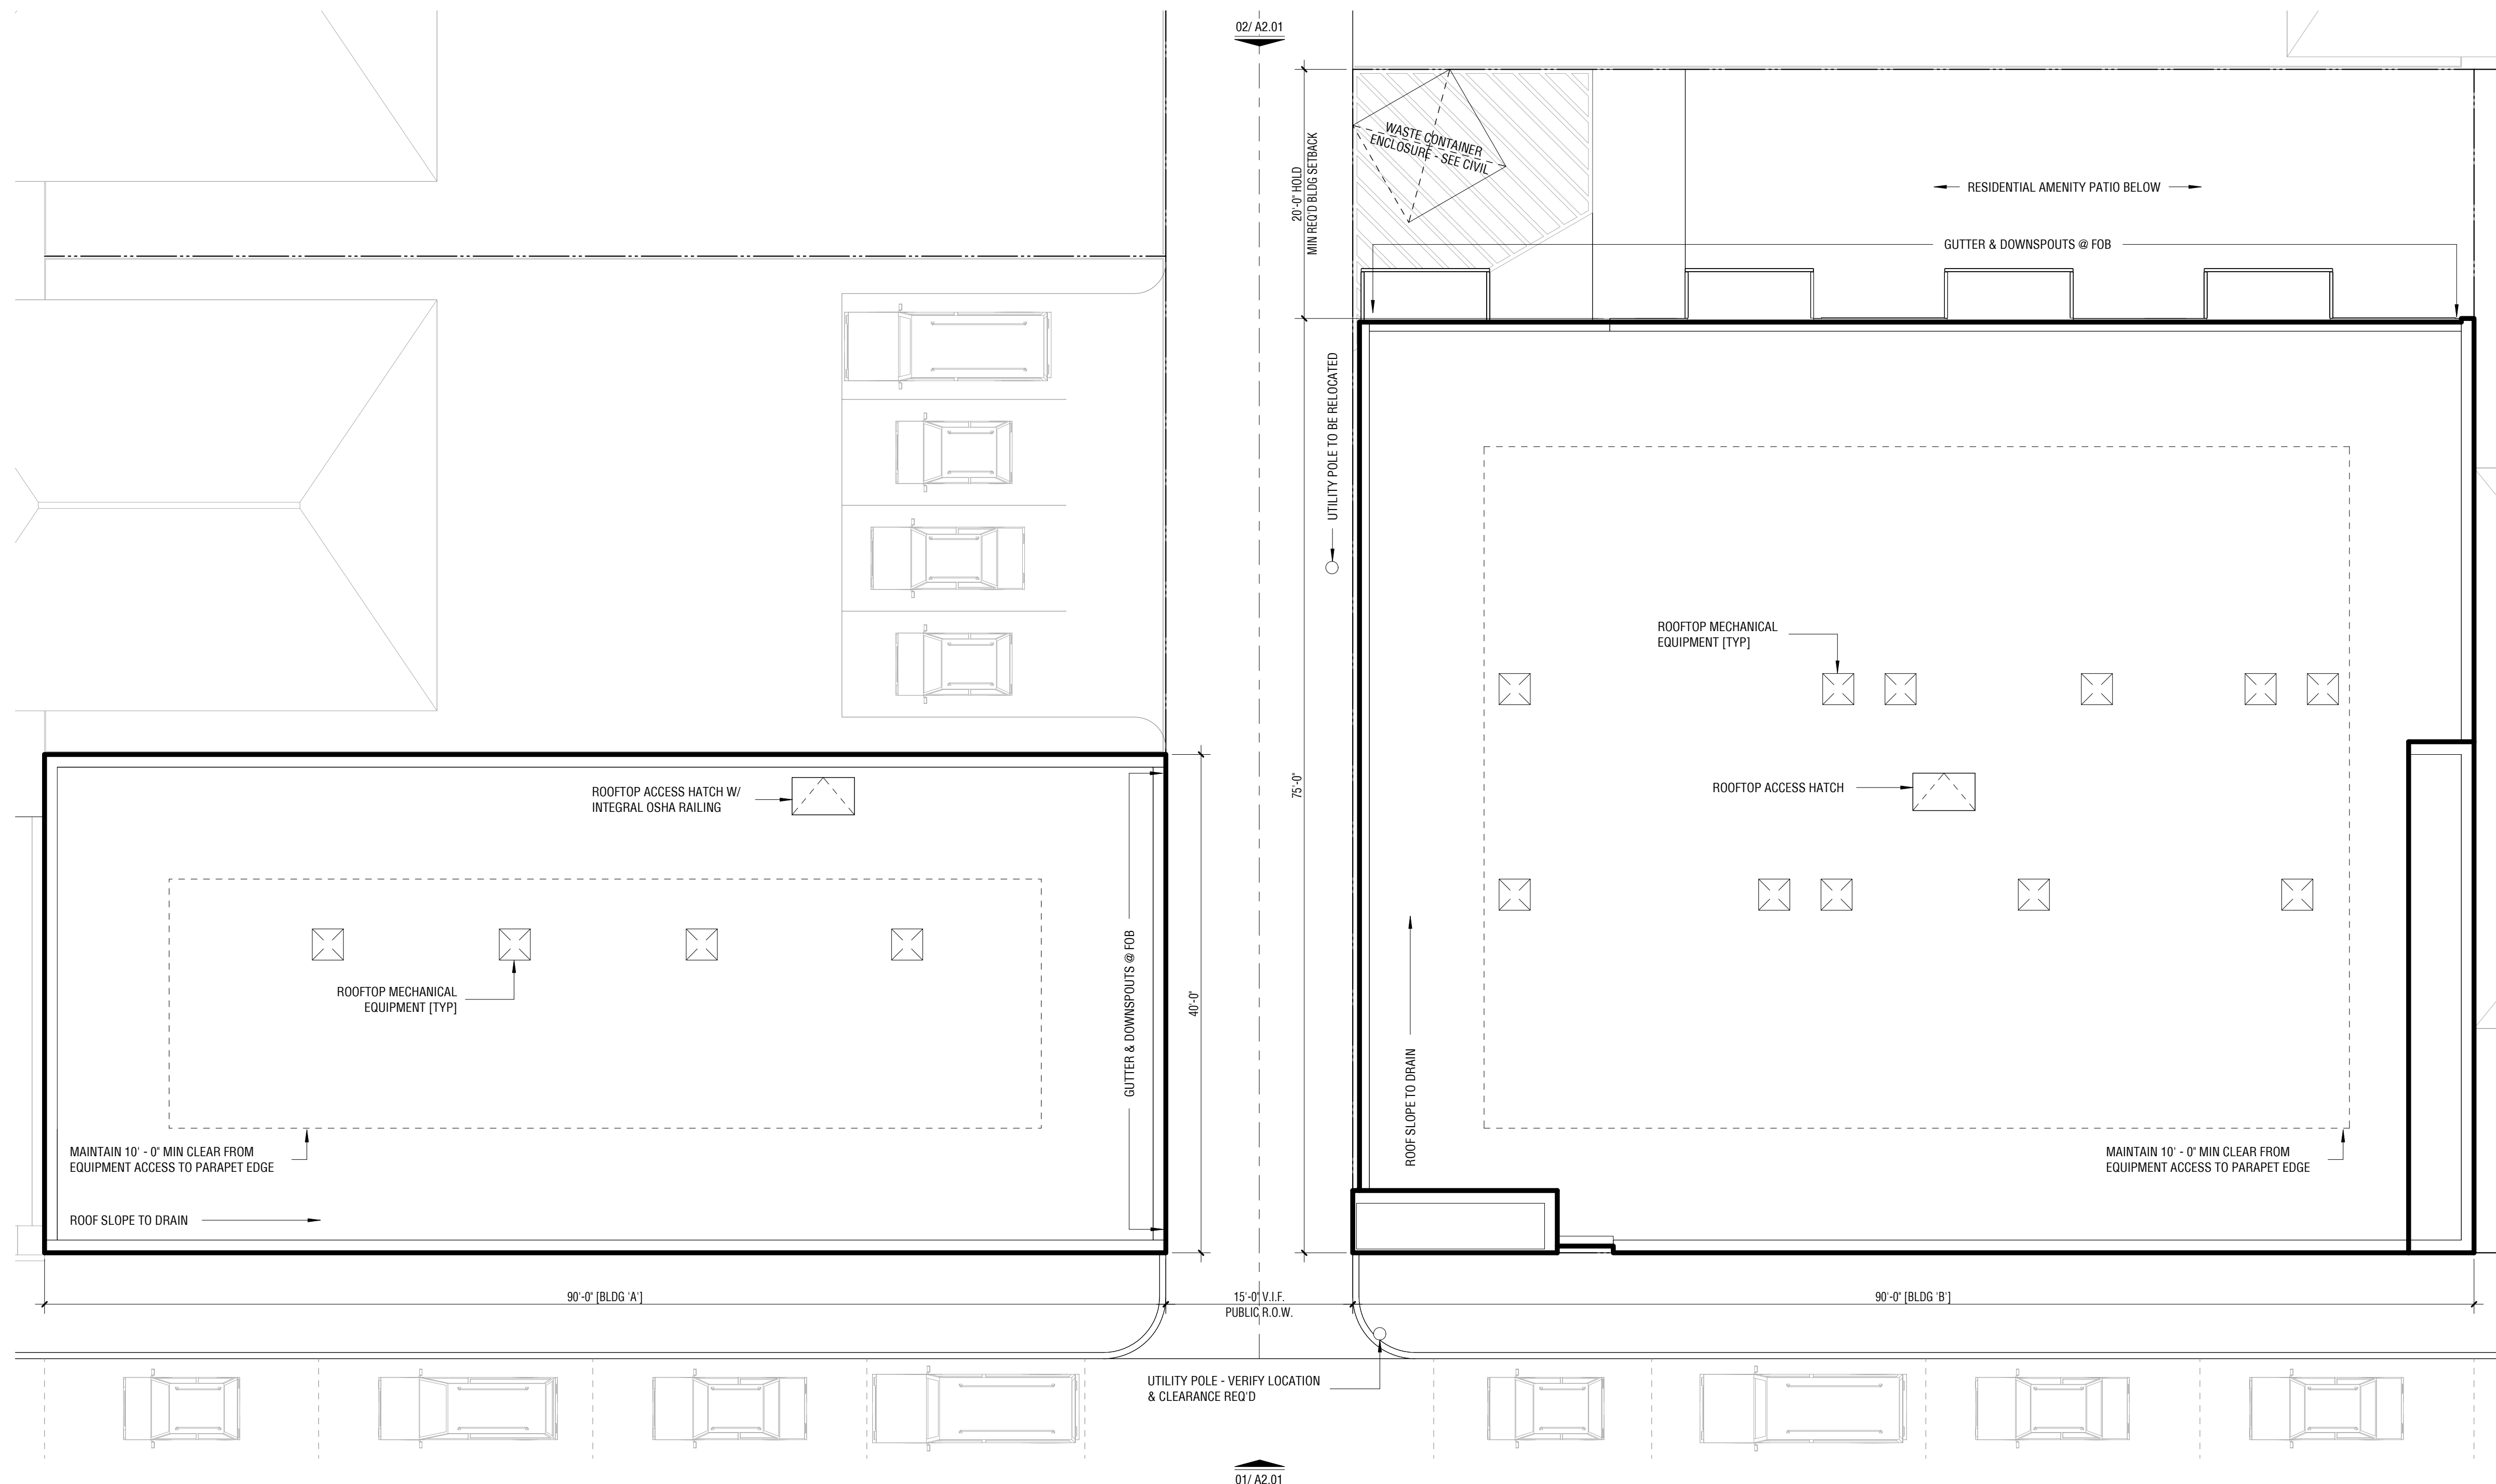 02/ A2.01
WASTE CONTAINER
ENCLOSURE - SEE CIVIL
20'-0" HOLD
MIN REQ'D BLDG SETBACK
RESIDENTIAL AMENITY PATIO BELOW
GUTTER & DOWNSPOUTS @ FOB
UTILITY POLE TO BE RELOCATED
ROOFTOP MECHANICAL
EQUIPMENT [TYP]
ROOFTOP ACCESS HATCH W/
INTEGRAL OSHA RAILING
75'-0"
ROOFTOP ACCESS HATCH
ROOFTOP MECHANICAL
EQUIPMENT [TYP]
GUTTER & DOWNSPOUTS @ FOB
40'-0"
ROOF SLOPE TO DRAIN
MAINTAIN 10' - 0" MIN CLEAR FROM
EQUIPMENT ACCESS TO PARAPET EDGE
MAINTAIN 10' - 0" MIN CLEAR FROM
EQUIPMENT ACCESS TO PARAPET EDGE
ROOF SLOPE TO DRAIN
90'-0" [BLDG 'A']
15'-0" V.I.F.
PUBLIC R.O.W.
90'-0" [BLDG 'B']
UTILITY POLE - VERIFY LOCATION
& CLEARANCE REQ'D
01/ A2.01